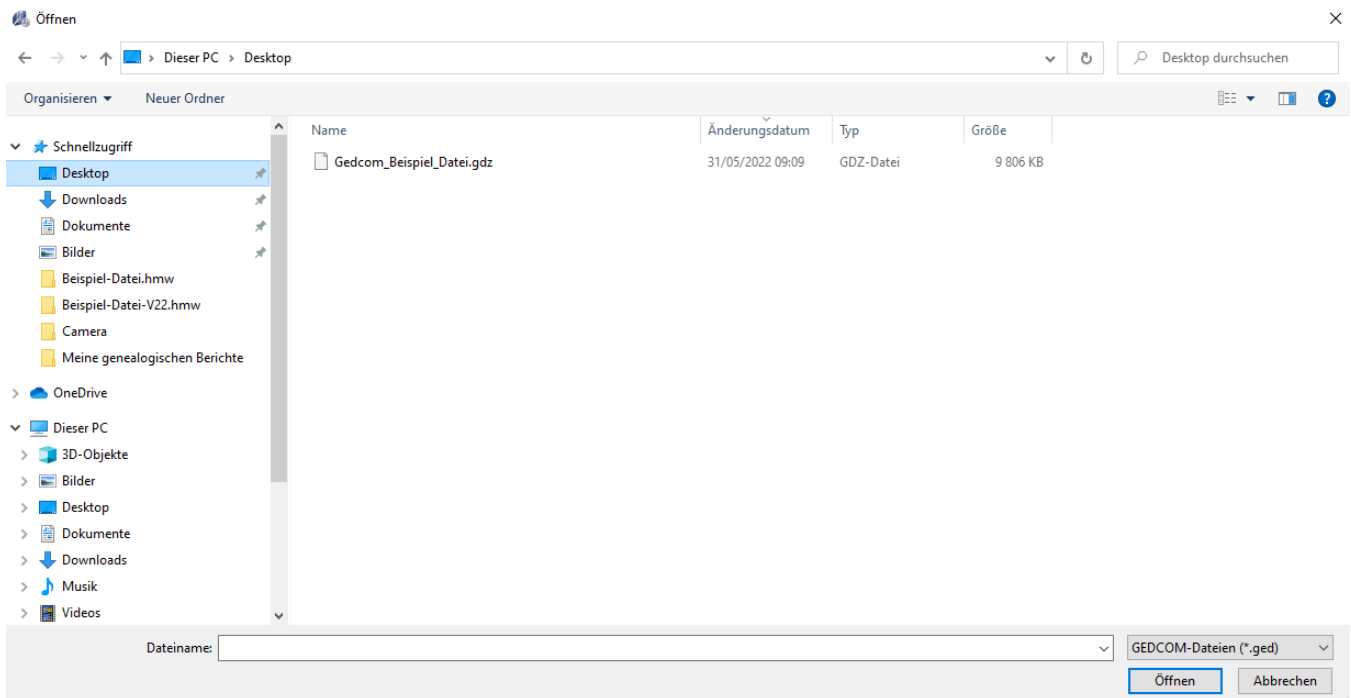 Öffnen
Dieser PC > Desktop
Desktop durchsuchen
Organisieren
Neuer Ordner
Name
Änderungsdatum
Typ
Größe
Gedcom_Beispiel_Datei.gdz
31/05/2022 09:09
GDZ-Datei
9 806 KB
Schnellzugriff
Desktop
Downloads
Dokumente
Bilder
Beispiel-Datei.hmw
Beispiel-Datei-V22.hmw
Camera
Meine genealogischen Berichte
OneDrive
Dieser PC
3D-Objekte
Bilder
Desktop
Dokumente
Downloads
Musik
Videos
Dateiname:
GEDCOM-Dateien (*.ged)
Öffnen
Abbrechen